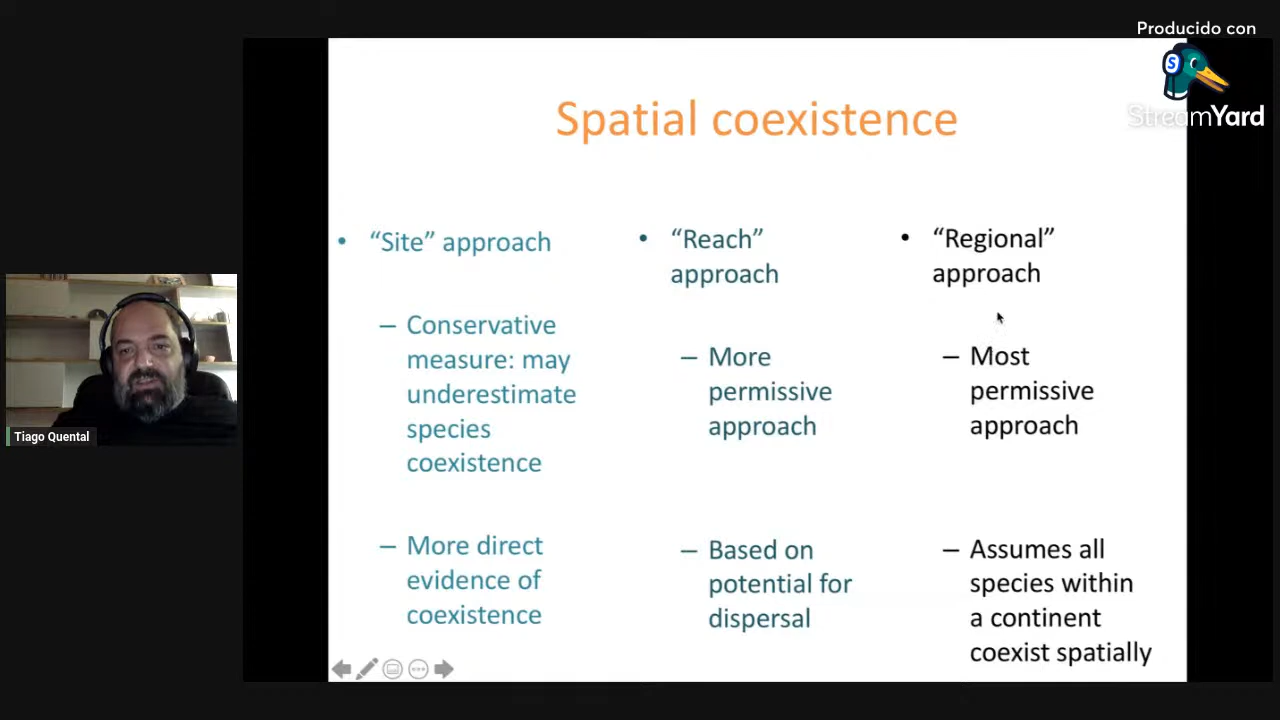 Producido con
StreamYard
Spatial coexistence
• “Site” approach
– Conservative
measure: may
underestimate
species
coexistence
– More direct
evidence of
coexistence
• “Reach”
approach
– More
permissive
approach
– Based on
potential for
dispersal
• “Regional”
approach
– Most
permissive
approach
– Assumes all
species within
a continent
coexist spatially
Tiago Quental